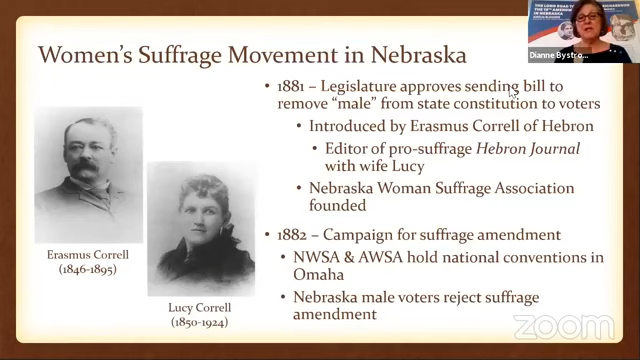 Women's Suffrage Movement in Nebraska
• 1881 – Legislature approves sending bill to
remove “male” from state constitution to voters
• Introduced by Erasmus Correll of Hebron
• Editor of pro-suffrage Hebron Journal
with wife Lucy
• Nebraska Woman Suffrage Association
founded
• 1882 – Campaign for suffrage amendment
• NWSA & AWSA hold national conventions in
Omaha
• Nebraska male voters reject suffrage
amendment
Erasmus Correll
(1846-1895)
Lucy Correll
(1850-1924)
Dianne Bystro...
zoom